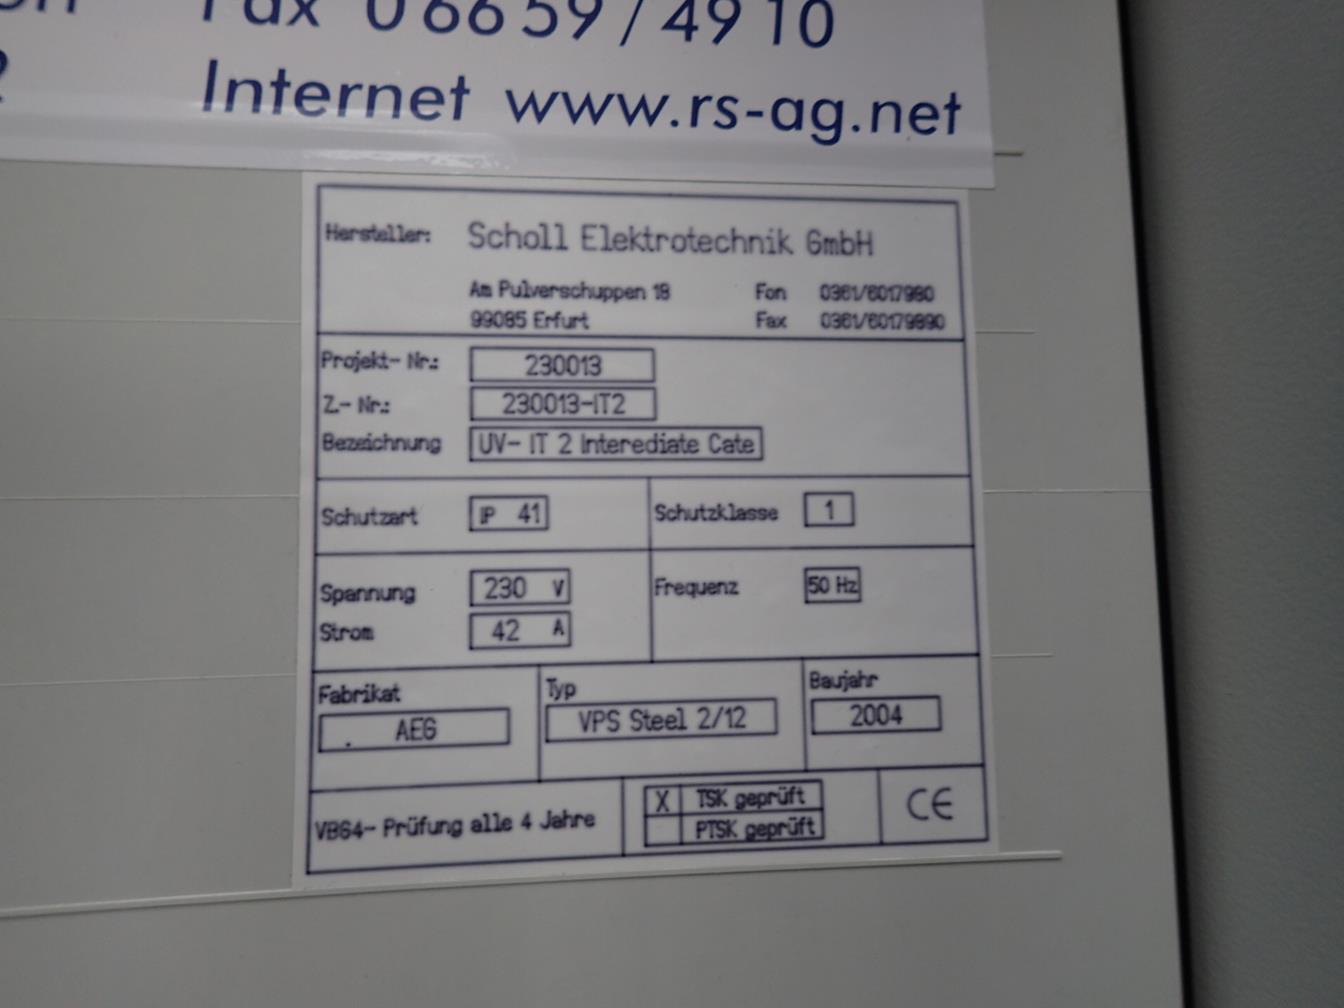 Fax 0 66 59 / 49 10
Internet www.rs-ag.net
Hersteller: Scholl Elektrotechnik GmbH
Am Pulverschuppen 18 Fon 0361/6017980
99085 Erfurt Fax 0361/60179890
Projekt- Nr.: 230013
Z.- Nr.: 230013-IT2
Bezeichnung UV- IT 2 Interediate Cate
Schutzart IP 41 Schutzklasse 1
Spannung 230 V Frequenz 50 Hz
Strom 42 A
Fabrikat Typ Baujahr
AEG VPS Steel 2/12 2004
VBG4- Prüfung alle 4 Jahre X TSK geprüft CE
PTSK geprüft